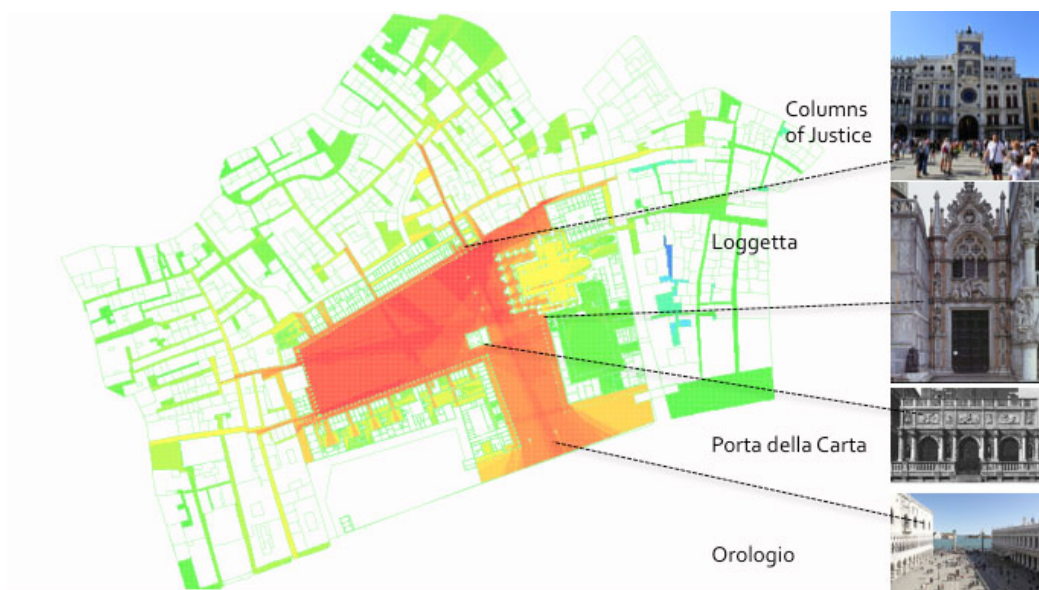 Columns
of Justice
Loggetta
Porta della Carta
Orologio